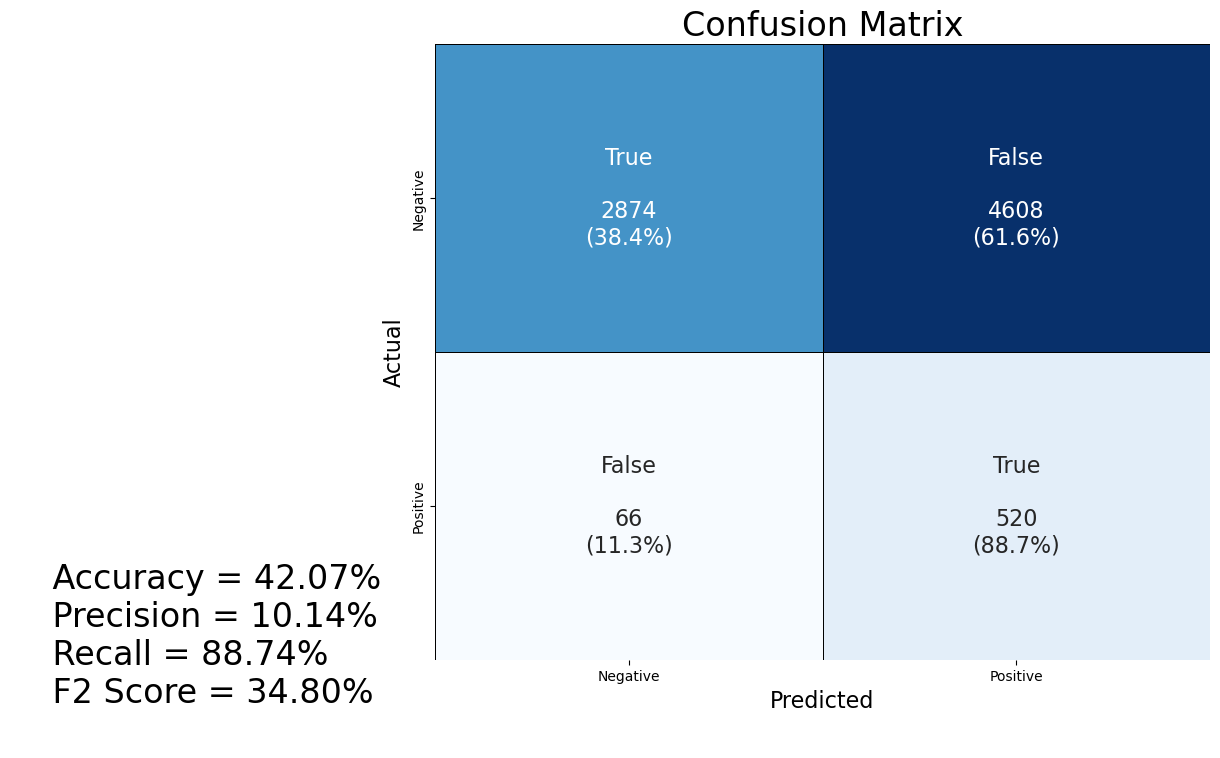 Confusion Matrix
True
2874
(38.4%)
False
4608
(61.6%)
False
66
(11.3%)
True
520
(88.7%)
Negative
Positive
Actual
Negative
Positive
Predicted
Accuracy = 42.07%
Precision = 10.14%
Recall = 88.74%
F2 Score = 34.80%